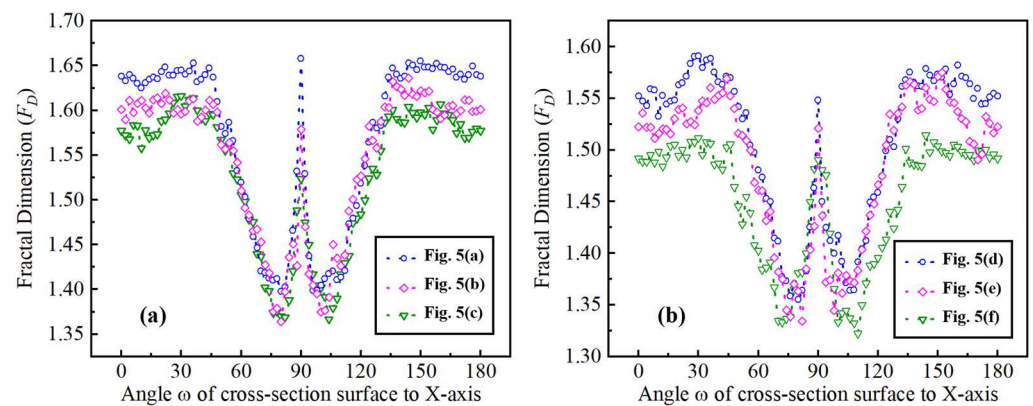 1.70
1.65
1.60
1.55
1.50
1.45
1.40
1.35
Fractal Dimension (F_D)
0 30 60 90 120 150 180
Angle ω of cross-section surface to X-axis
(a)
Fig. 5(a)
Fig. 5(b)
Fig. 5(c)
1.60
1.55
1.50
1.45
1.40
1.35
1.30
Fractal Dimension (F_D)
0 30 60 90 120 150 180
Angle ω of cross-section surface to X-axis
(b)
Fig. 5(d)
Fig. 5(e)
Fig. 5(f)